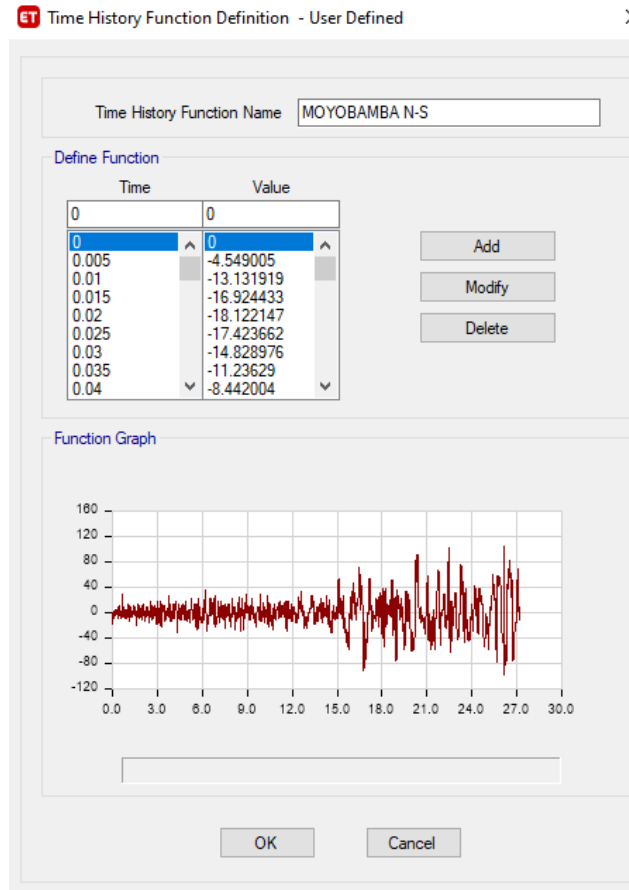 ET Time History Function Definition - User Defined
Time History Function Name MOYOBAMBA N-S
Define Function
Time Value
0 0
0 0
0.005 -4.549005
0.01 -13.131919
0.015 -16.924433
0.02 -18.122147
0.025 -17.423662
0.03 -14.828976
0.035 -11.23629
0.04 -8.442004
Add
Modify
Delete
Function Graph
160
120
80
40
0
-40
-80
-120
0.0 3.0 6.0 9.0 12.0 15.0 18.0 21.0 24.0 27.0 30.0
OK Cancel